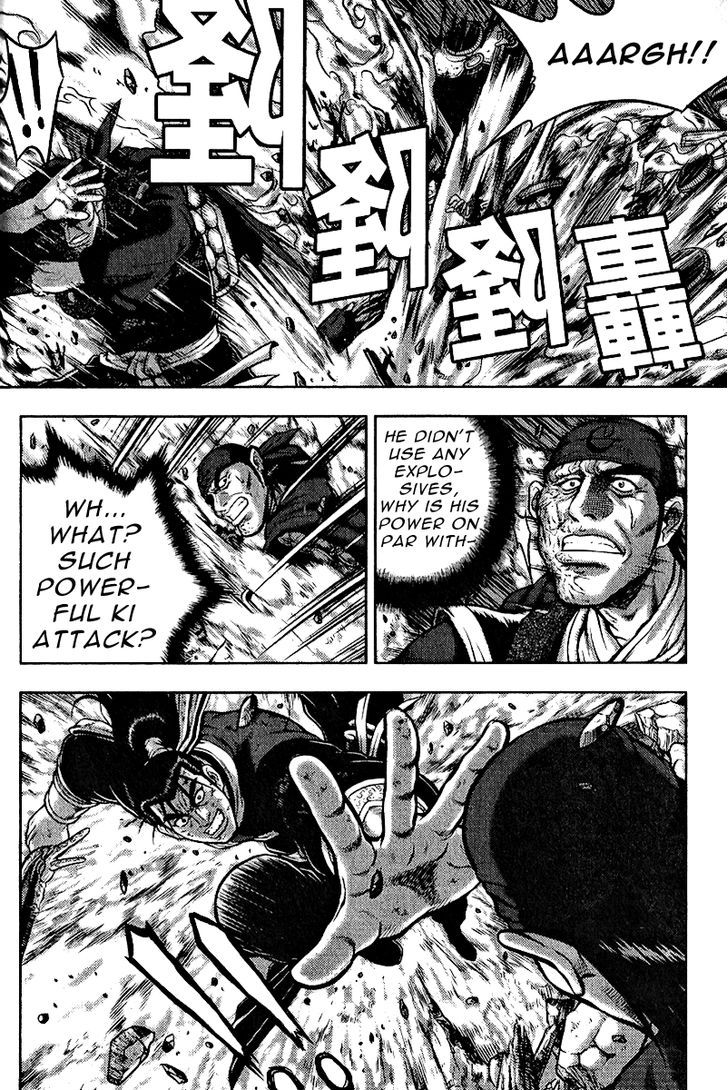 AAARGH!!
轟
隆
隆
隆
!!
HE DIDN'T
USE ANY
EXPLO-
SIVES,
WHY IS HIS
POWER ON
PAR WITH-
WH...
WHAT?
SUCH
POWER-
FUL KI
ATTACK?
!!